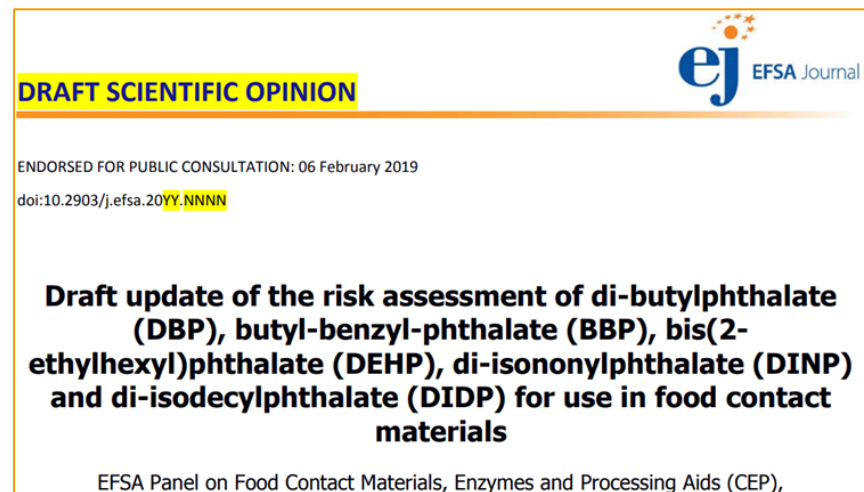 ej EFSA Journal
DRAFT SCIENTIFIC OPINION
ENDORSED FOR PUBLIC CONSULTATION: 06 February 2019
doi:10.2903/j.efsa.20YY.NNNN
Draft update of the risk assessment of di-butylphthalate
(DBP), butyl-benzyl-phthalate (BBP), bis(2-
ethylhexyl)phthalate (DEHP), di-isononylphthalate (DINP)
and di-isodecylphthalate (DIDP) for use in food contact
materials
EFSA Panel on Food Contact Materials, Enzymes and Processing Aids (CEP),